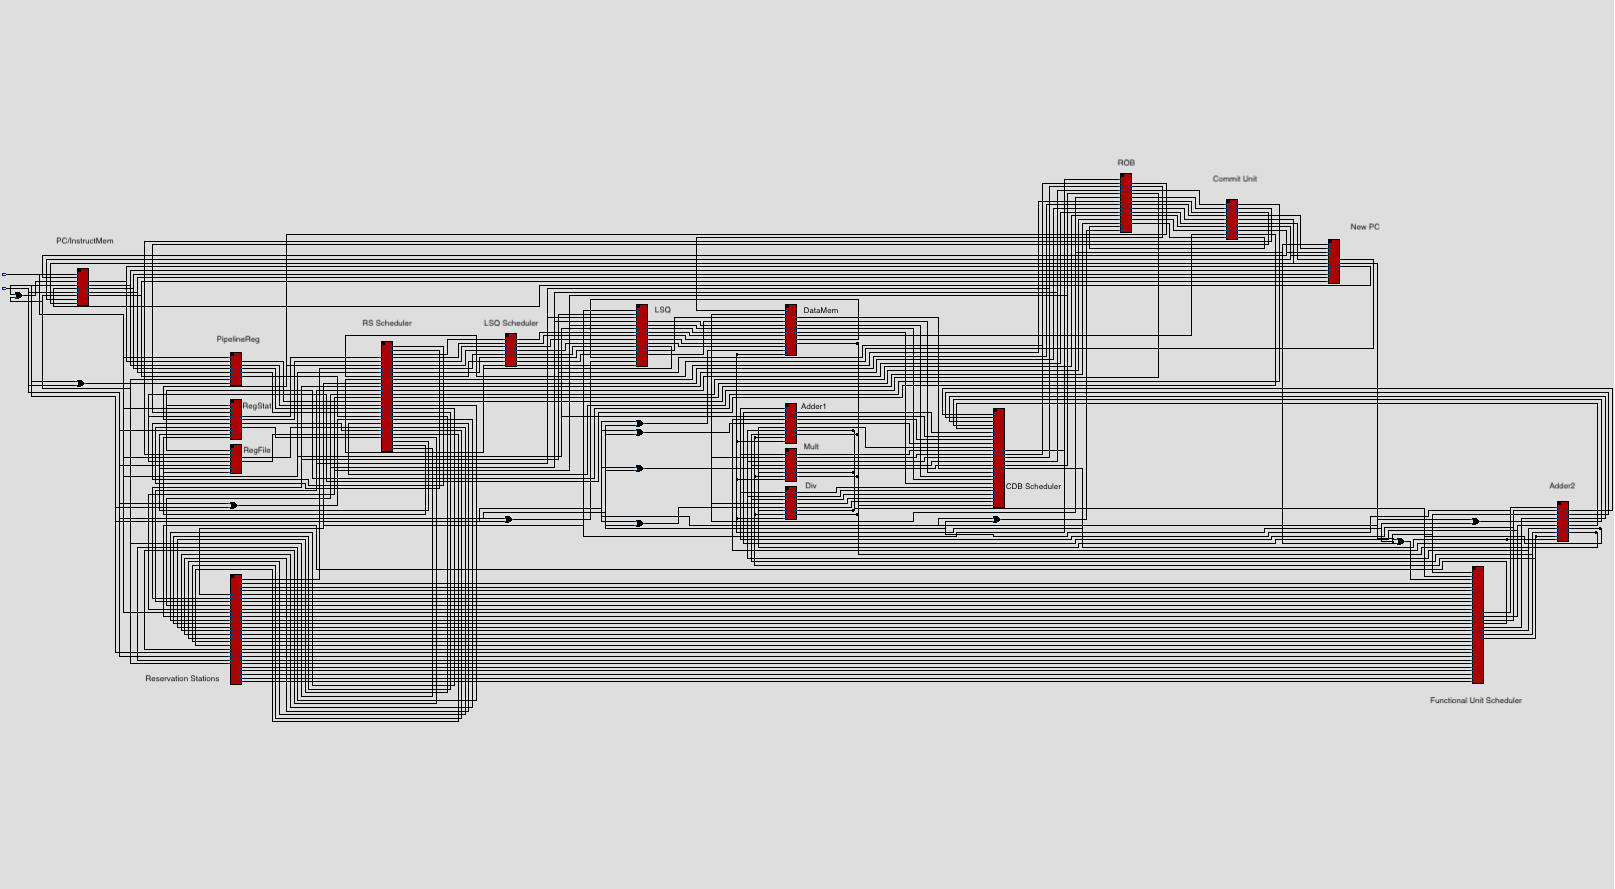 ROB
Commit Unit
New PC
PC/InstructMem
LSQ
DataMem
RS Scheduler
LSQ Scheduler
PipelineReg
RegStat
Adder1
RegFile
Mult
Div
CDB Scheduler
Adder2
Reservation Stations
Functional Unit Scheduler